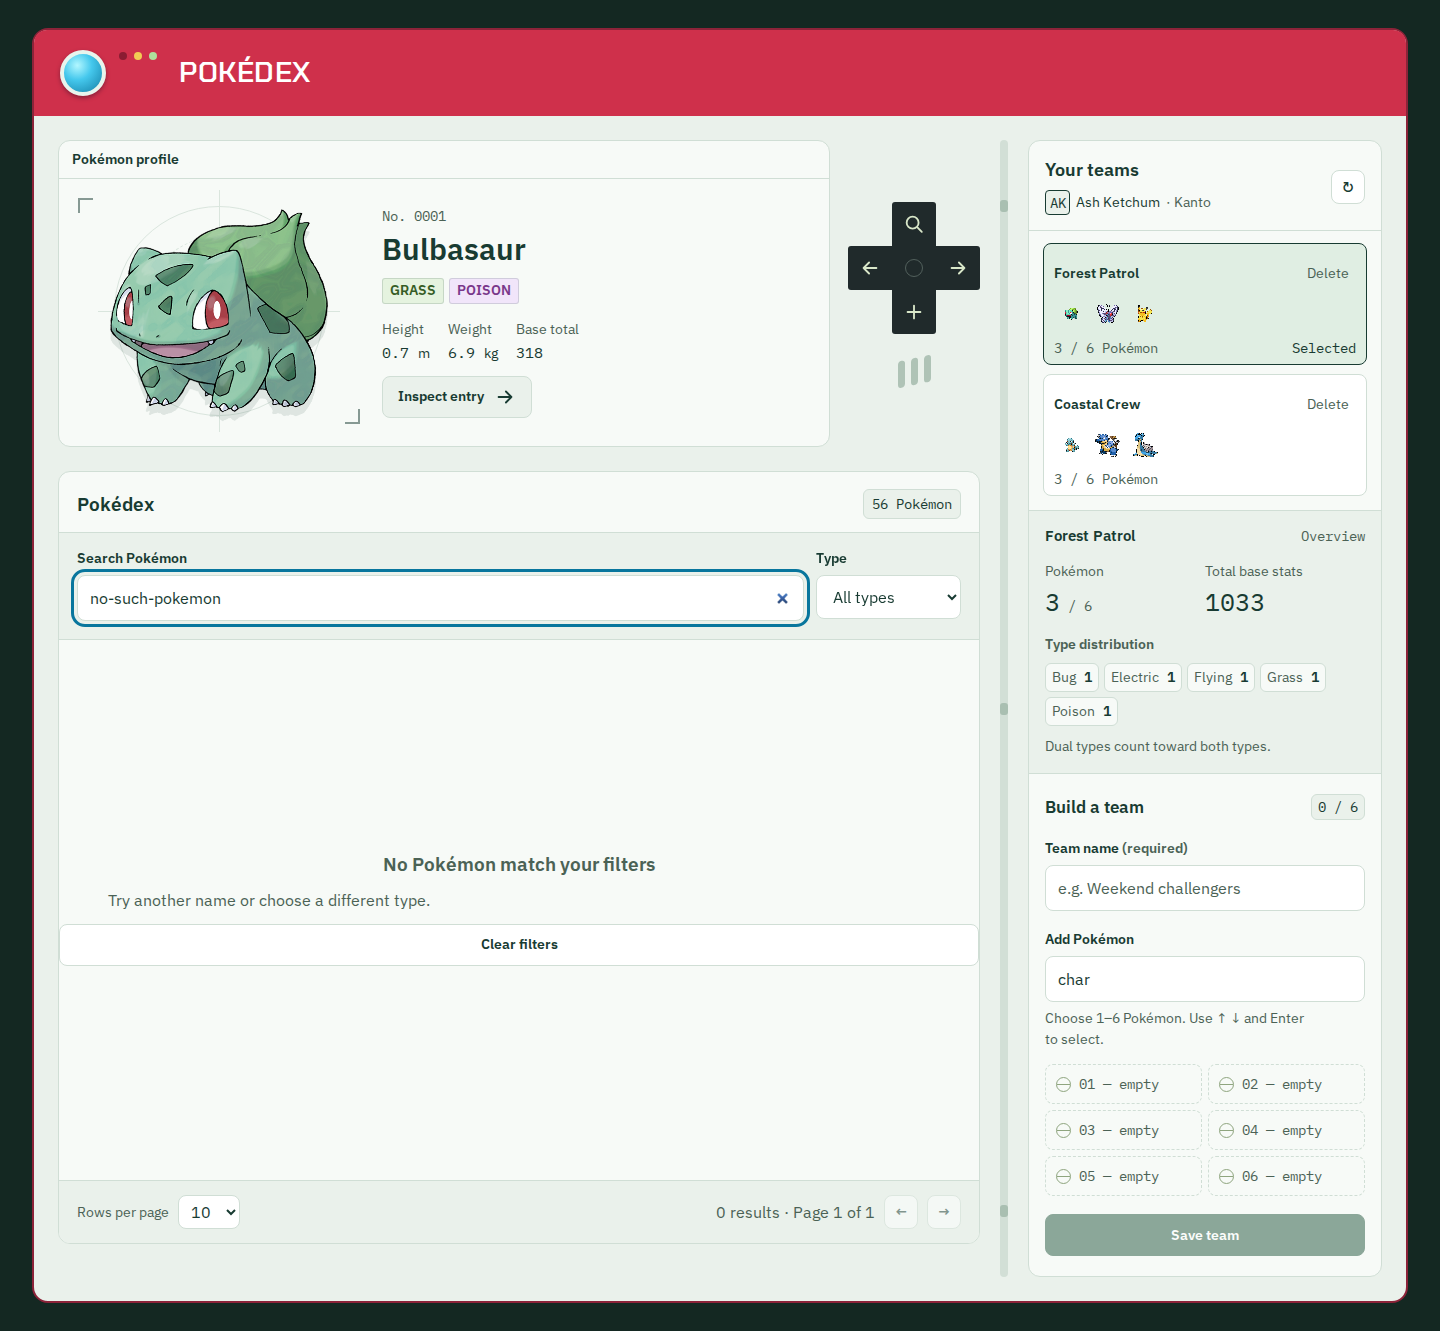 POKÉDEX
Pokémon profile
No. 0001
Bulbasaur
GRASS POISON
Height Weight Base total
0.7 m 6.9 kg 318
Inspect entry →
Pokédex
56 Pokémon
Search Pokémon
Type
no-such-pokemon
All types
No Pokémon match your filters
Try another name or choose a different type.
Clear filters
Rows per page 10
0 results · Page 1 of 1 ← →
Your teams
AK Ash Ketchum · Kanto
↻
Forest Patrol Delete
3 / 6 Pokémon Selected
Coastal Crew Delete
3 / 6 Pokémon
Forest Patrol Overview
Pokémon Total base stats
3 / 6 1033
Type distribution
Bug 1 Electric 1 Flying 1 Grass 1
Poison 1
Dual types count toward both types.
Build a team 0 / 6
Team name (required)
e.g. Weekend challengers
Add Pokémon
char
Choose 1–6 Pokémon. Use ↑ ↓ and Enter
to select.
01 — empty 02 — empty
03 — empty 04 — empty
05 — empty 06 — empty
Save team